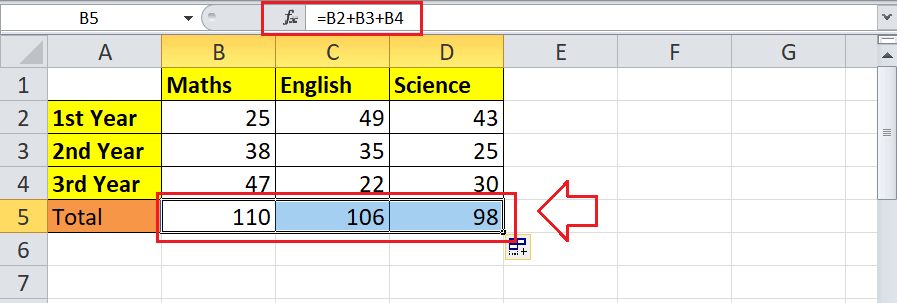 B5 fx =B2+B3+B4
A B C D E F G
1 Maths English Science
2 1st Year 25 49 43
3 2nd Year 38 35 25
4 3rd Year 47 22 30
5 Total 110 106 98
6
7